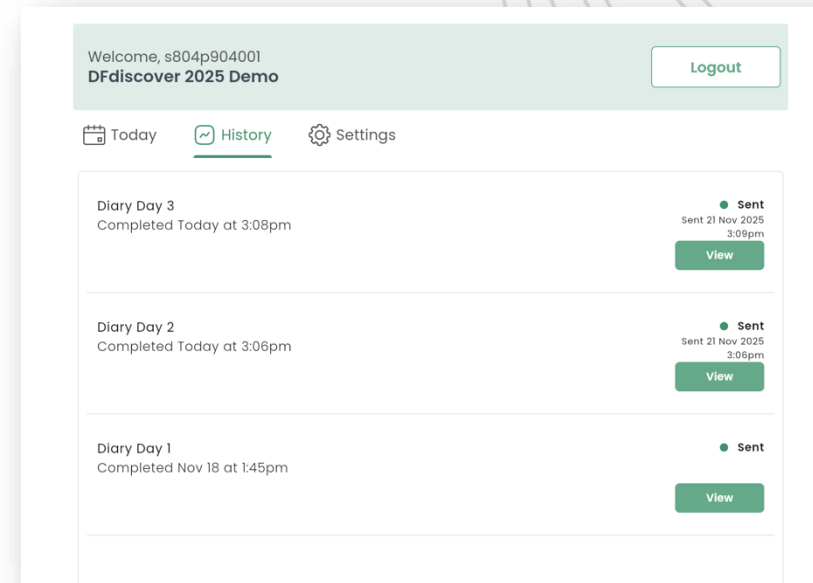 Welcome, s804p904001
DFdiscover 2025 Demo
Logout
Today
History
Settings
Diary Day 3
Completed Today at 3:08pm
Sent
Sent 21 Nov 2025
3:09pm
View
Diary Day 2
Completed Today at 3:06pm
Sent
Sent 21 Nov 2025
3:06pm
View
Diary Day 1
Completed Nov 18 at 1:45pm
Sent
View